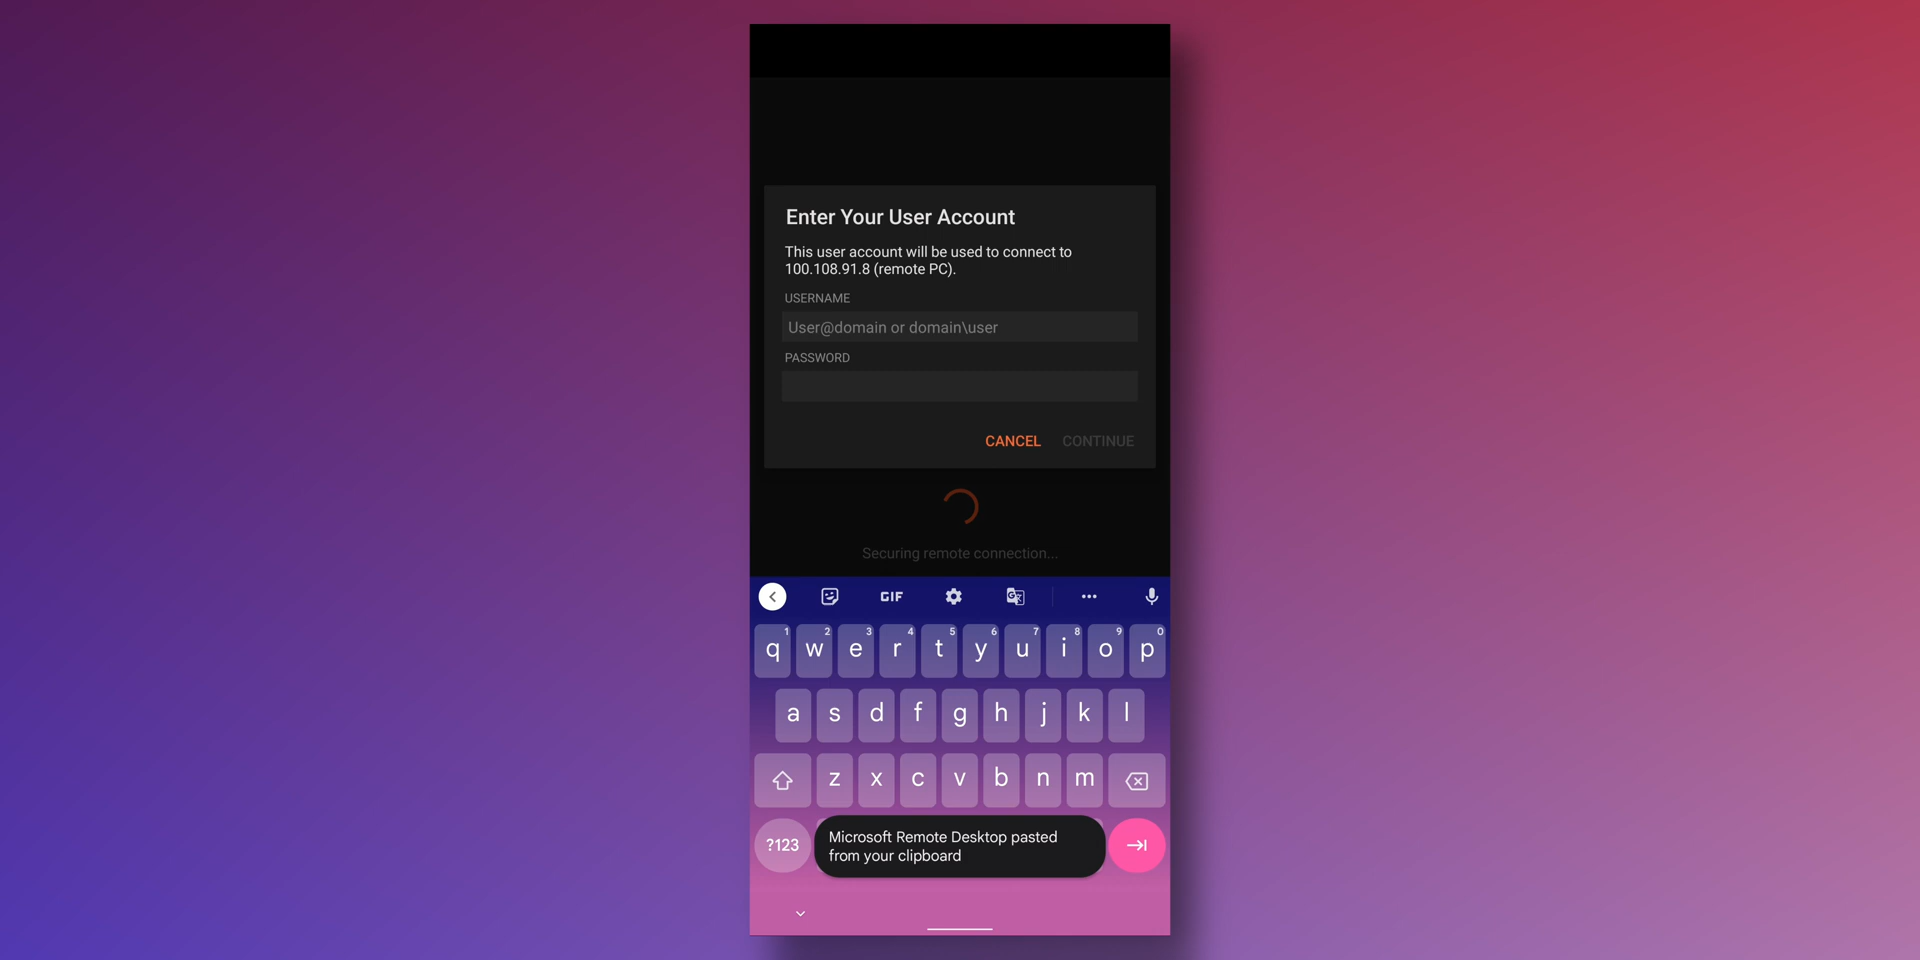 Enter Your User Account
This user account will be used to connect to
100.108.91.8 (remote PC).
USERNAME
User@domain or domain\user
PASSWORD
CANCEL CONTINUE
Securing remote connection...
GIF
G
1 2 3 4 5 6 7 8 9 0
q w e r t y u i o p
a s d f g h j k l
z x c v b n m
?123
Microsoft Remote Desktop pasted
from your clipboard